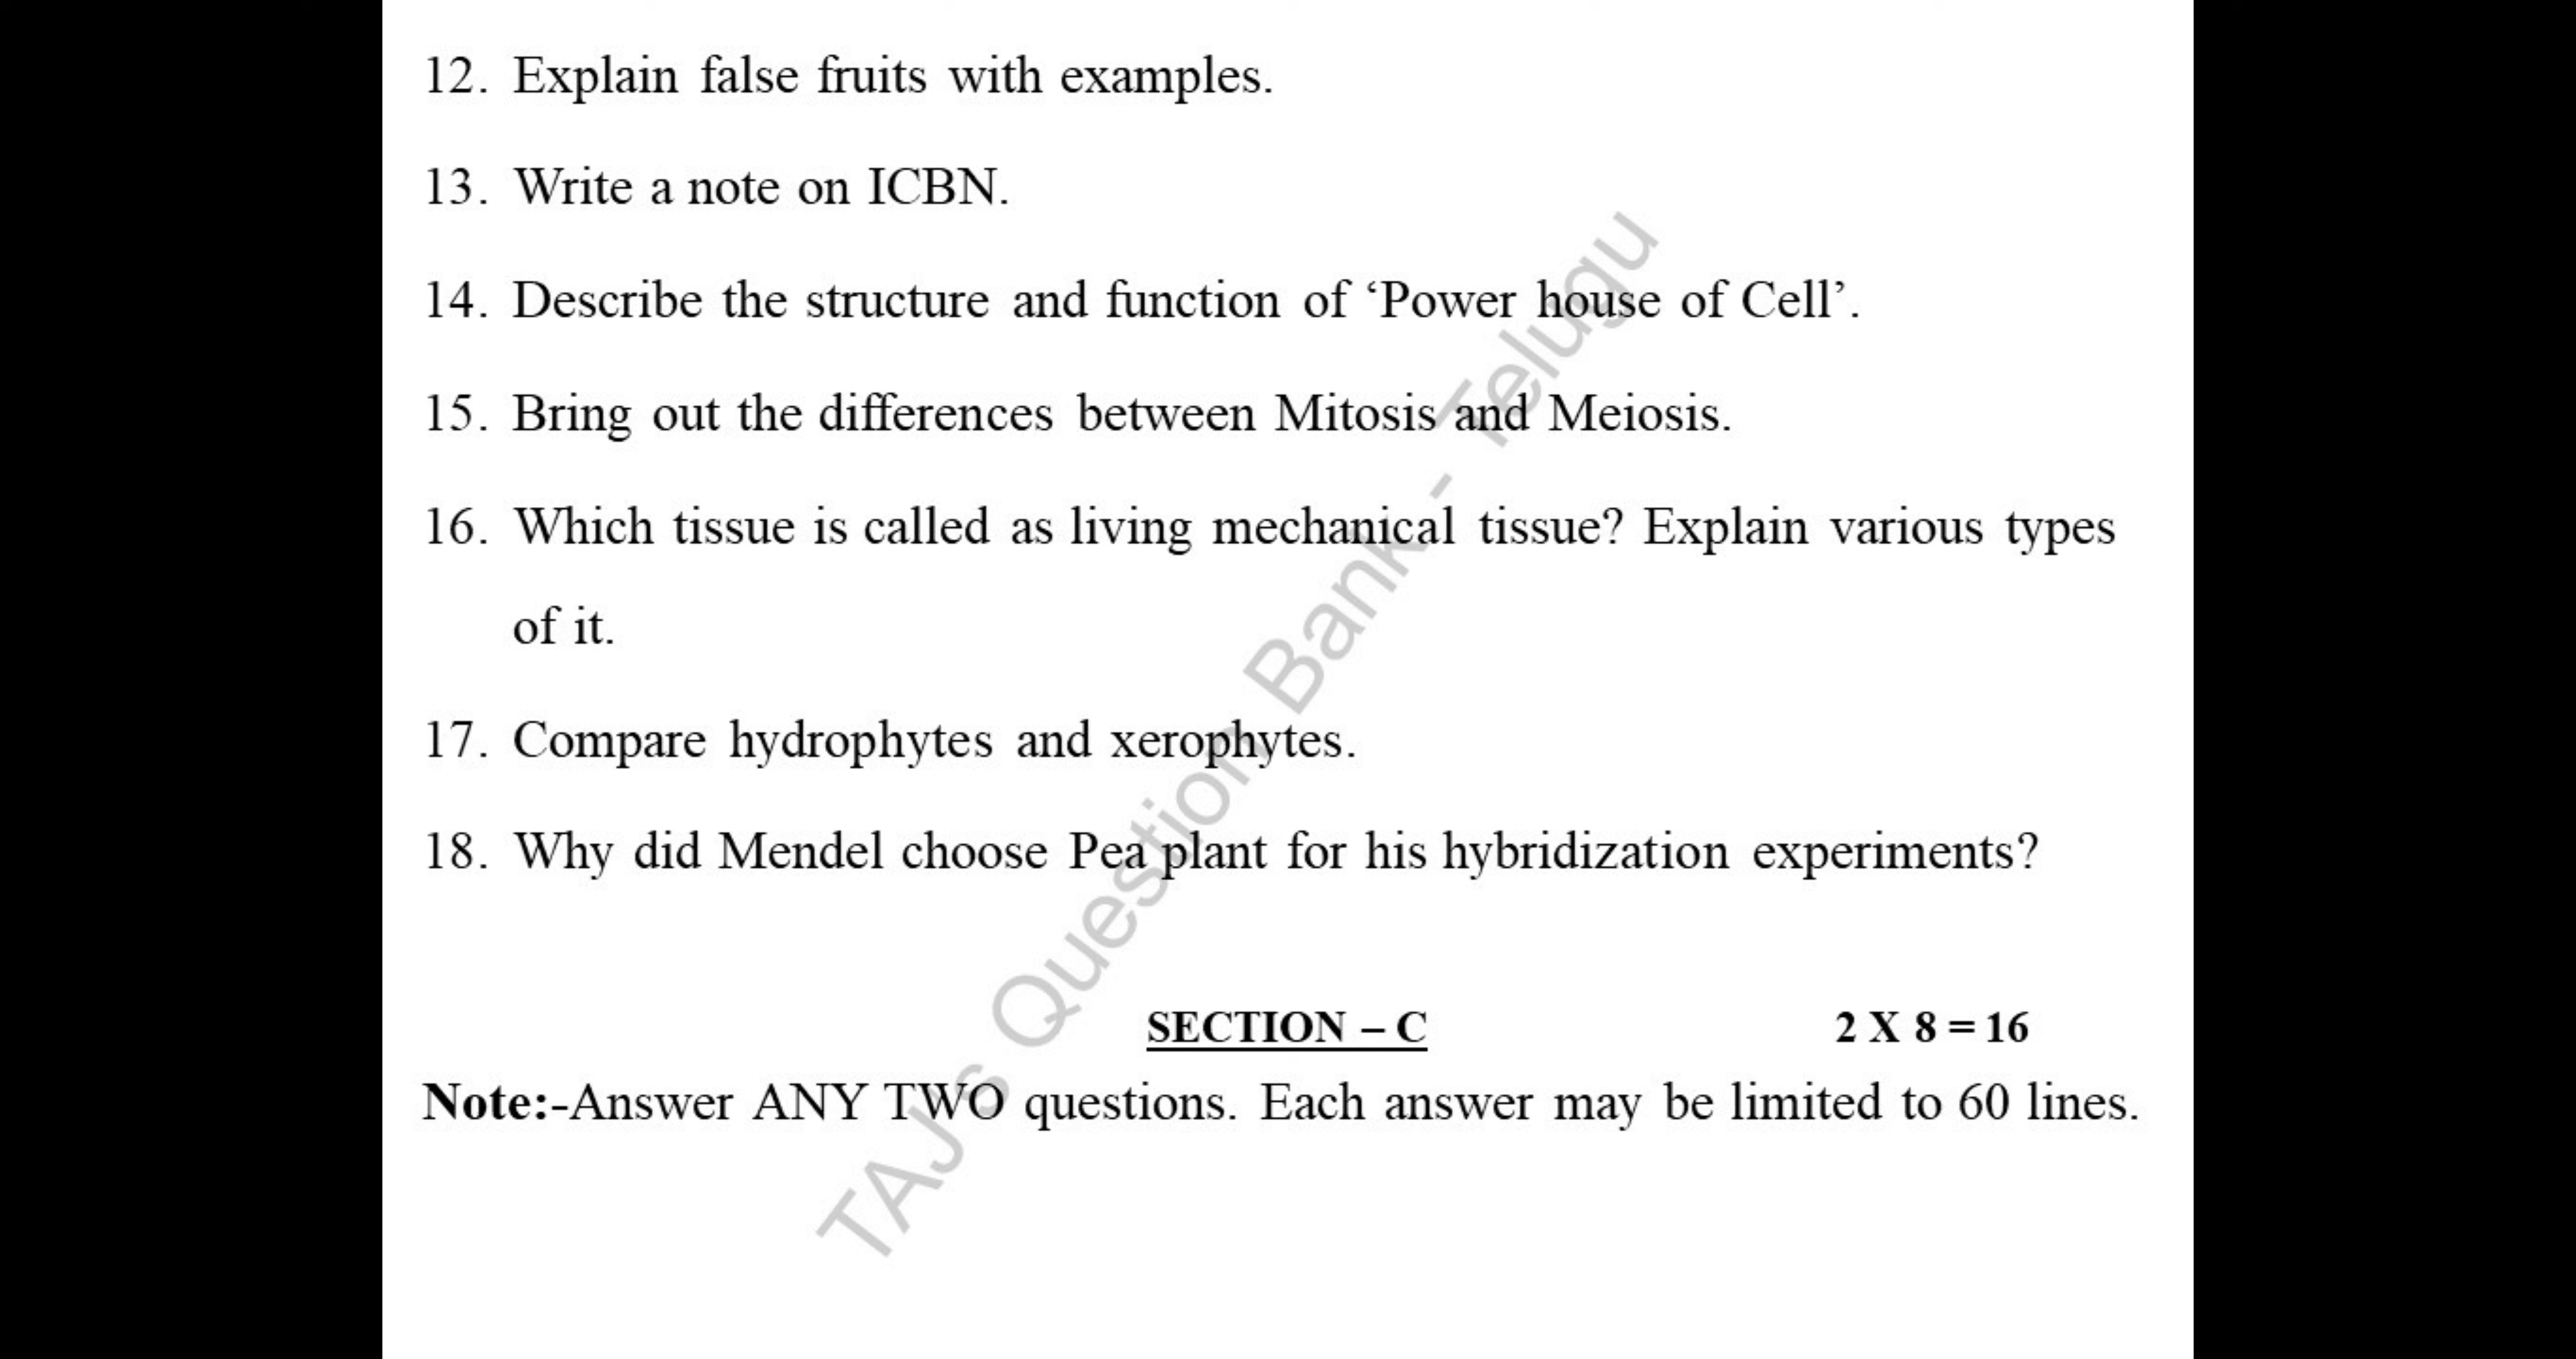 12. Explain false fruits with examples.
13. Write a note on ICBN.
14. Describe the structure and function of ‘Power house of Cell’.
15. Bring out the differences between Mitosis and Meiosis.
16. Which tissue is called as living mechanical tissue? Explain various types
of it.
17. Compare hydrophytes and xerophytes.
18. Why did Mendel choose Pea plant for his hybridization experiments?
SECTION – C 2 X 8 = 16
Note:-Answer ANY TWO questions. Each answer may be limited to 60 lines.
TAJ's Question Bank - Telugu